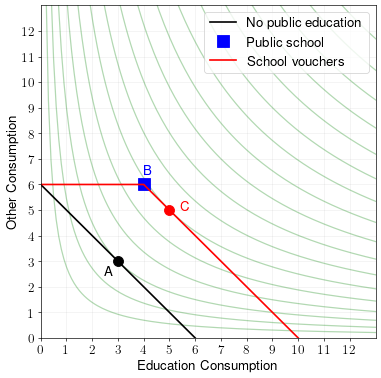 No public education
Public school
School vouchers
Other Consumption
13
12
11
10
9
8
7
6
5
4
3
2
1
0
B
C
A
0 1 2 3 4 5 6 7 8 9 10 11 12
Education Consumption